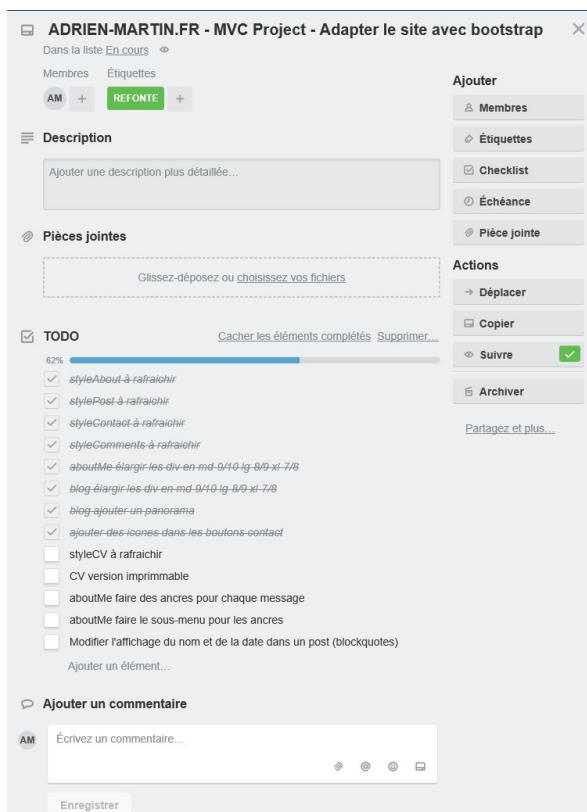 ADRIEN-MARTIN.FR - MVC Project - Adapter le site avec bootstrap
Dans la liste En cours
Membres Étiquettes
AM + REFONTE +
Description
Ajouter une description plus détaillée…
Pièces jointes
Glissez-déposez ou choisissez vos fichiers
TODO Cacher les éléments complétés Supprimer…
62%
styleAbout à rafraichir
stylePost à rafraichir
styleContact à rafraichir
styleComments à rafraichir
aboutMe élargir les div en md-9/10 lg-8/9 xl-7/8
blog élargir les div en md-9/10 lg-8/9 xl-7/8
blog ajouter un panorama
ajouter des icones dans les boutons contact
styleCV à rafraichir
CV version imprimmable
aboutMe faire des ancres pour chaque message
aboutMe faire le sous-menu pour les ancres
Modifier l'affichage du nom et de la date dans un post (blockquotes)
Ajouter un élément…
Ajouter un commentaire
AM
Écrivez un commentaire…
@
Enregistrer
Ajouter
Membres
Étiquettes
Checklist
Échéance
Pièce jointe
Actions
Déplacer
Copier
Suivre
Archiver
Partagez et plus…